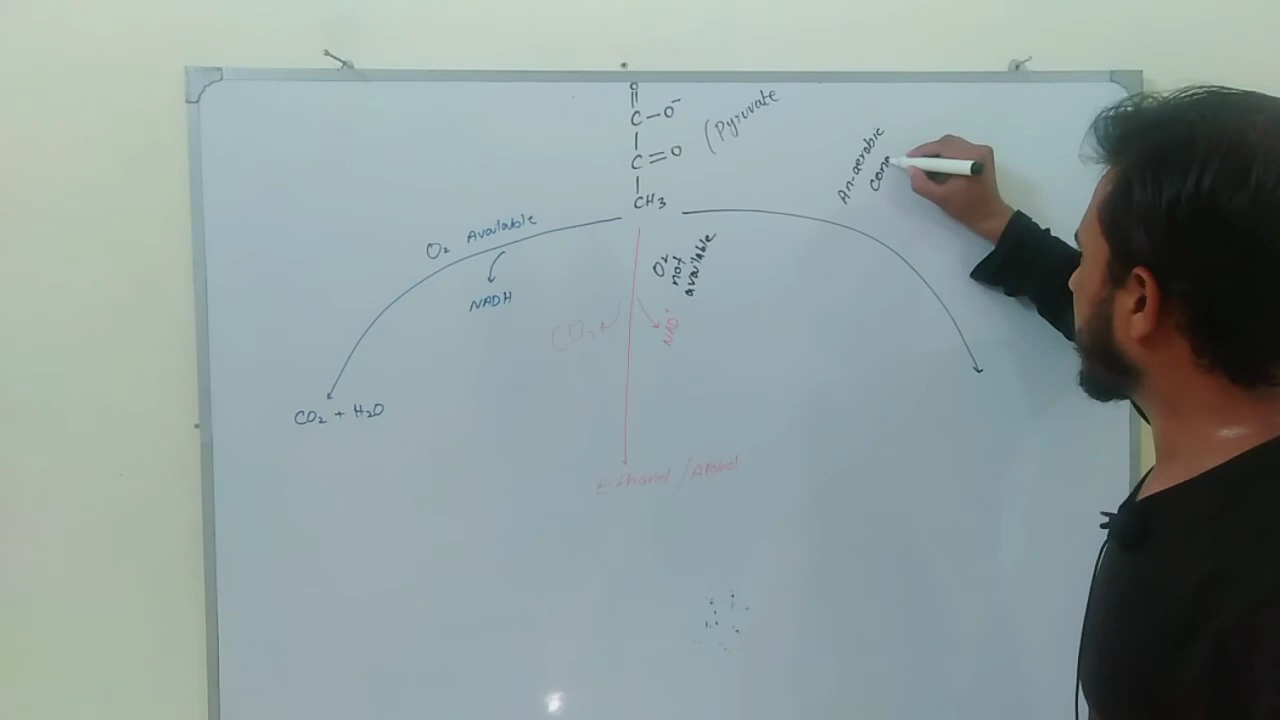 O
C-O⁻
C=O
CH3
(Pyruvate
O₂ Available
NADH
CO₂ + H₂O
O₂
not
available
CO₂
NAD⁺
Ethanol/Alcohol
An-aerobic
Con